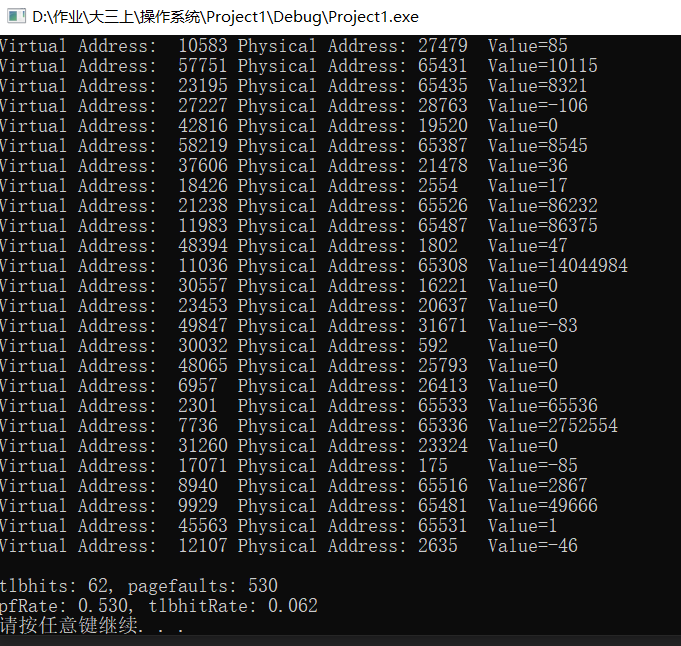 D:\作业\大三上\操作系统\Project1\Debug\Project1.exe
Virtual Address: 10583 Physical Address: 27479 Value=85
Virtual Address: 57751 Physical Address: 65431 Value=10115
Virtual Address: 23195 Physical Address: 65435 Value=8321
Virtual Address: 27227 Physical Address: 28763 Value=-106
Virtual Address: 42816 Physical Address: 19520 Value=0
Virtual Address: 58219 Physical Address: 65387 Value=8545
Virtual Address: 37606 Physical Address: 21478 Value=36
Virtual Address: 18426 Physical Address: 2554 Value=17
Virtual Address: 21238 Physical Address: 65526 Value=86232
Virtual Address: 11983 Physical Address: 65487 Value=86375
Virtual Address: 48394 Physical Address: 1802 Value=47
Virtual Address: 11036 Physical Address: 65308 Value=14044984
Virtual Address: 30557 Physical Address: 16221 Value=0
Virtual Address: 23453 Physical Address: 20637 Value=0
Virtual Address: 49847 Physical Address: 31671 Value=-83
Virtual Address: 30032 Physical Address: 592 Value=0
Virtual Address: 48065 Physical Address: 25793 Value=0
Virtual Address: 6957 Physical Address: 26413 Value=0
Virtual Address: 2301 Physical Address: 65533 Value=65536
Virtual Address: 7736 Physical Address: 65336 Value=2752554
Virtual Address: 31260 Physical Address: 23324 Value=0
Virtual Address: 17071 Physical Address: 175 Value=-85
Virtual Address: 8940 Physical Address: 65516 Value=2867
Virtual Address: 9929 Physical Address: 65481 Value=49666
Virtual Address: 45563 Physical Address: 65531 Value=1
Virtual Address: 12107 Physical Address: 2635 Value=-46
tlbhits: 62, pagefaults: 530
pfRate: 0.530, tlbhitRate: 0.062
请按任意键继续. . .